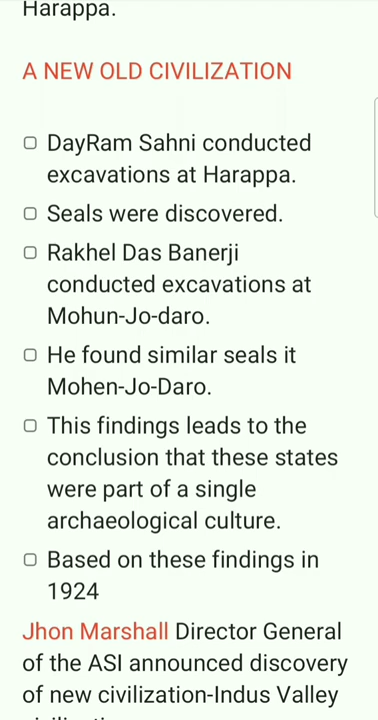 Harappa.
A NEW OLD CIVILIZATION
DayRam Sahni conducted
excavations at Harappa.
Seals were discovered.
Rakhel Das Banerji
conducted excavations at
Mohun-Jo-daro.
He found similar seals it
Mohen-Jo-Daro.
This findings leads to the
conclusion that these states
were part of a single
archaeological culture.
Based on these findings in
1924
Jhon Marshall Director General
of the ASI announced discovery
of new civilization-Indus Valley